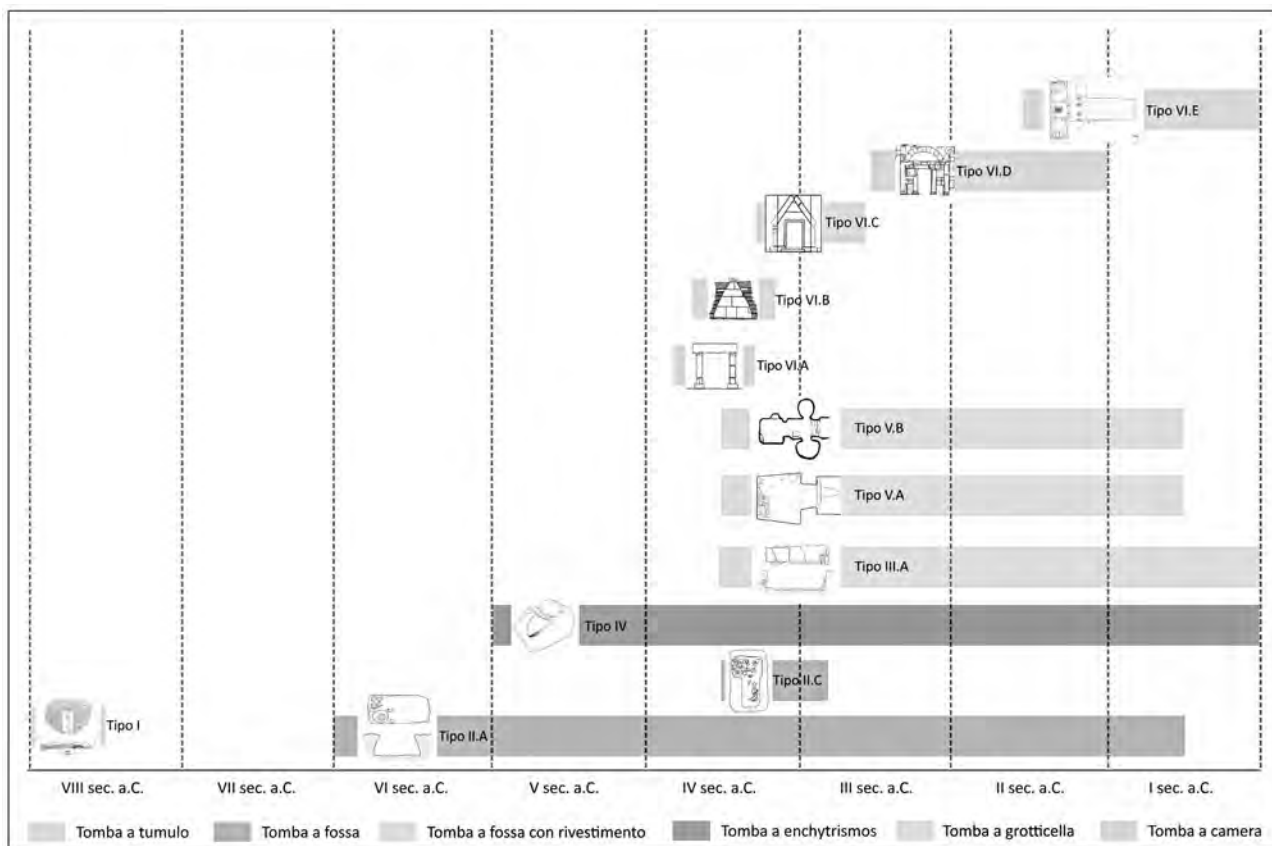 Tipo VI.E
Tipo VI.D
Tipo VI.C
Tipo VI.B
Tipo VI.A
Tipo V.B
Tipo V.A
Tipo III.A
Tipo IV
Tipo II.C
Tipo I
Tipo II.A
VIII sec. a.C. VII sec. a.C. VI sec. a.C. V sec. a.C. IV sec. a.C. III sec. a.C. II sec. a.C. I sec. a.C.
Tomba a tumulo Tomba a fossa Tomba a fossa con rivestimento Tomba a enchytrismos Tomba a grotticella Tomba a camera